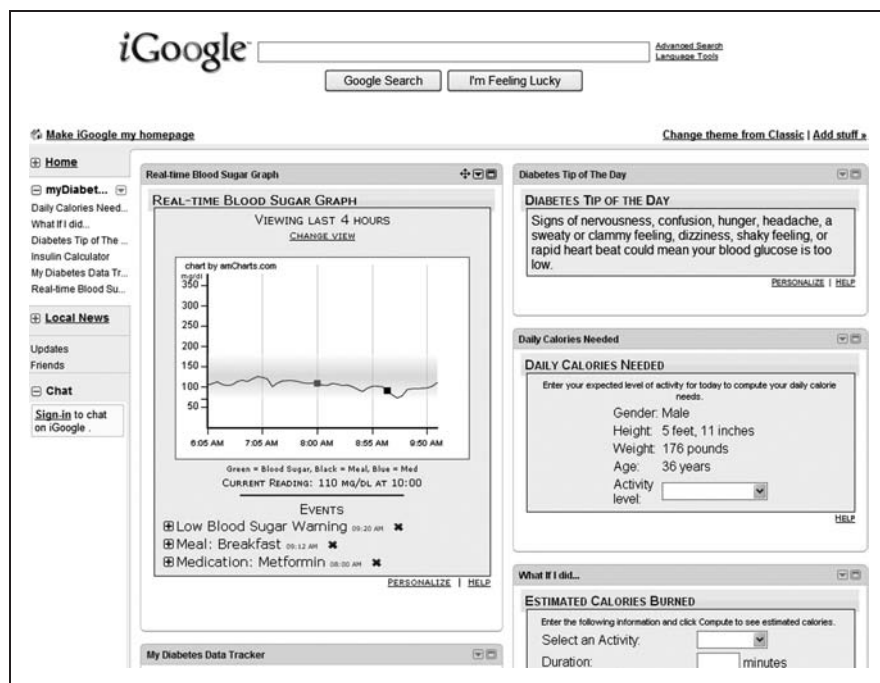 iGoogle™
Advanced Search
Language Tools
Google Search
I'm Feeling Lucky
Make iGoogle my homepage
Change theme from Classic | Add stuff »
Home
myDiabet...
Daily Calories Need...
What If I did...
Diabetes Tip of The ...
Insulin Calculator
My Diabetes Data Tr...
Real-time Blood Su...
Local News
Updates
Friends
Chat
Sign-in to chat
on iGoogle .
Real-time Blood Sugar Graph
REAL-TIME BLOOD SUGAR GRAPH
VIEWING LAST 4 HOURS
CHANGE VIEW
chart by amCharts.com
mg/dl
350
300
250
200
150
100
50
6:05 AM 7:05 AM 8:00 AM 8:55 AM 9:50 AM
Green = Blood Sugar, Black = Meal, Blue = Med
CURRENT READING: 110 MG/DL AT 10:00
EVENTS
Low Blood Sugar Warning 09:20 AM
Meal: Breakfast 09:12 AM
Medication: Metformin 08:00 AM
PERSONALIZE | HELP
My Diabetes Data Tracker
Diabetes Tip of The Day
DIABETES TIP OF THE DAY
Signs of nervousness, confusion, hunger, headache, a
sweaty or clammy feeling, dizziness, shaky feeling, or
rapid heart beat could mean your blood glucose is too
low.
PERSONALIZE | HELP
Daily Calories Needed
DAILY CALORIES NEEDED
Enter your expected level of activity for today to compute your daily calorie
needs.
Gender: Male
Height: 5 feet, 11 inches
Weight: 176 pounds
Age: 36 years
Activity
level:
HELP
What If I did...
ESTIMATED CALORIES BURNED
Enter the following information and click Compute to see estimated calories.
Select an Activity:
Duration: minutes